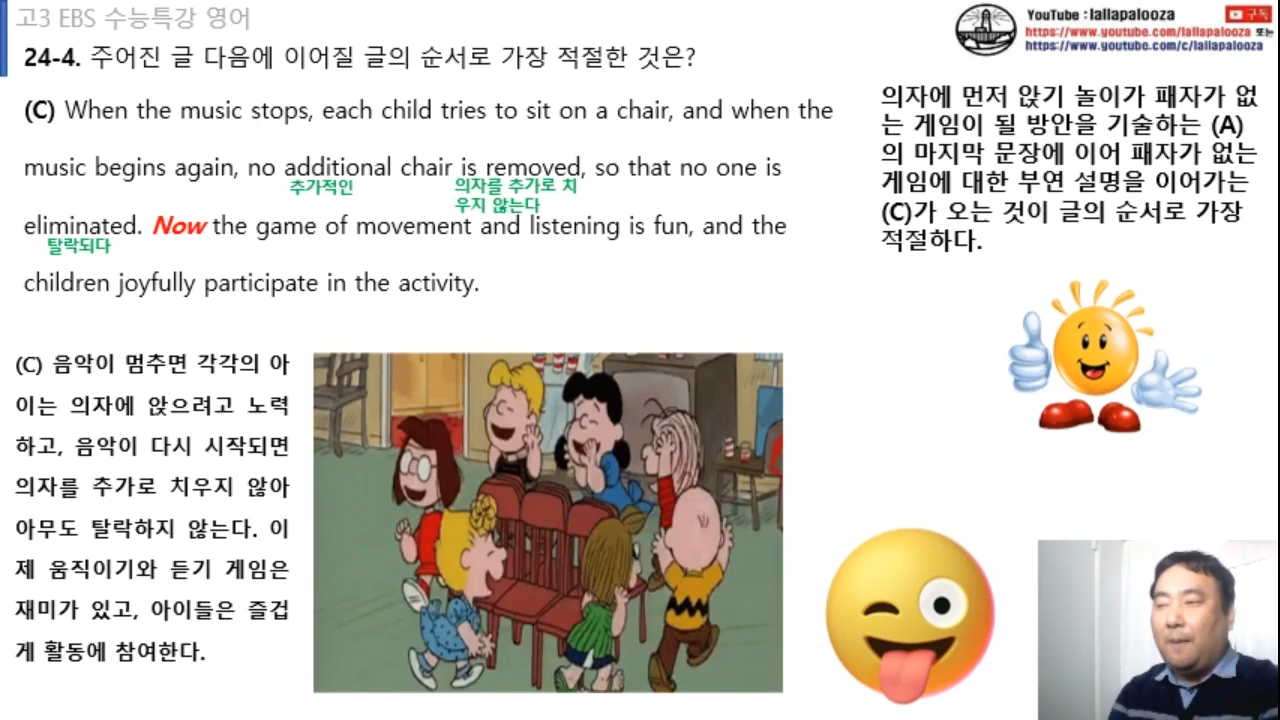 고3 EBS 수능특강 영어
YouTube : lallapalooza
구독
https://www.youtube.com/lallapalooza 또는
https://www.youtube.com/c/lallapalooza
24-4. 주어진 글 다음에 이어질 글의 순서로 가장 적절한 것은?
(C) When the music stops, each child tries to sit on a chair, and when the
music begins again, no additional chair is removed, so that no one is
추가적인
의자를 추가로 치
우지 않는다
eliminated. Now the game of movement and listening is fun, and the
탈락되다
children joyfully participate in the activity.
의자에 먼저 앉기 놀이가 패자가 없
는 게임이 될 방안을 기술하는 (A)
의 마지막 문장에 이어 패자가 없는
게임에 대한 부연 설명을 이어가는
(C)가 오는 것이 글의 순서로 가장
적절하다.
(C) 음악이 멈추면 각각의 아
이는 의자에 앉으려고 노력
하고, 음악이 다시 시작되면
의자를 추가로 치우지 않아
아무도 탈락하지 않는다. 이
제 움직이기와 듣기 게임은
재미가 있고, 아이들은 즐겁
게 활동에 참여한다.